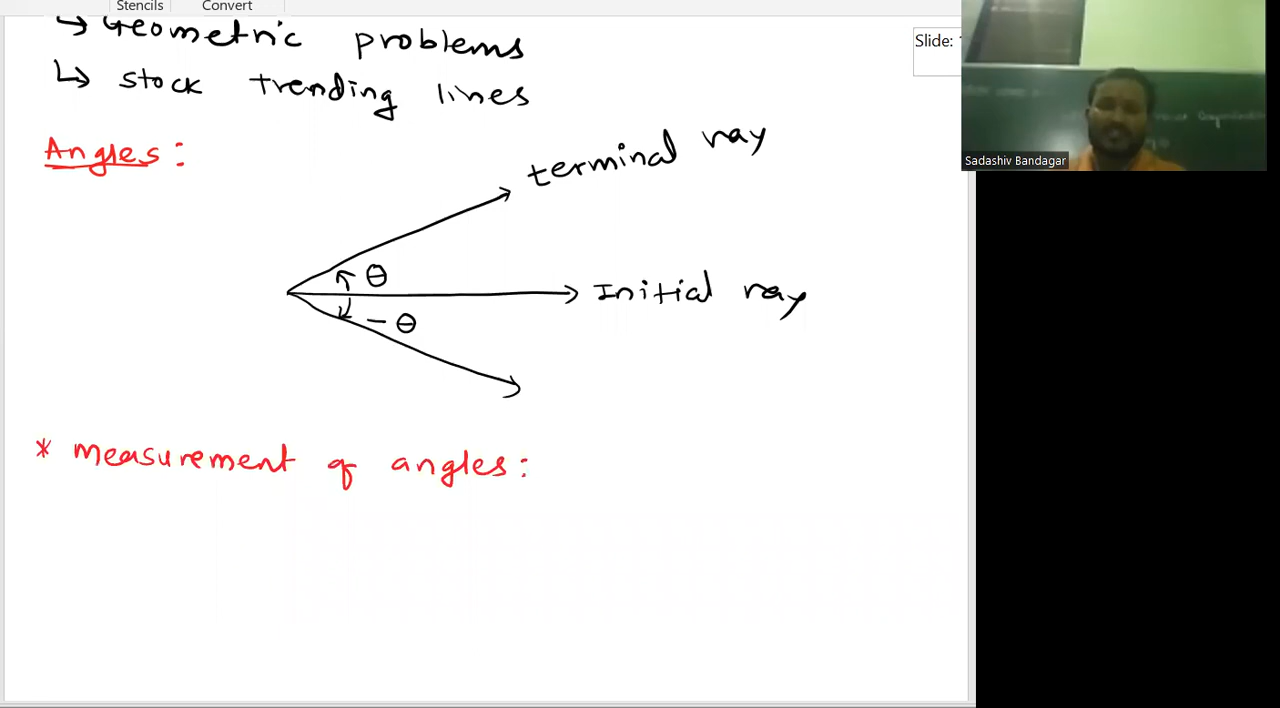 Stencils Convert
↳ Geometric problems
Slide:
↳ stock trending lines
Angles:
terminal ray
θ
Initial ray
- θ
* measurement of angles:
Sadashiv Bandagar